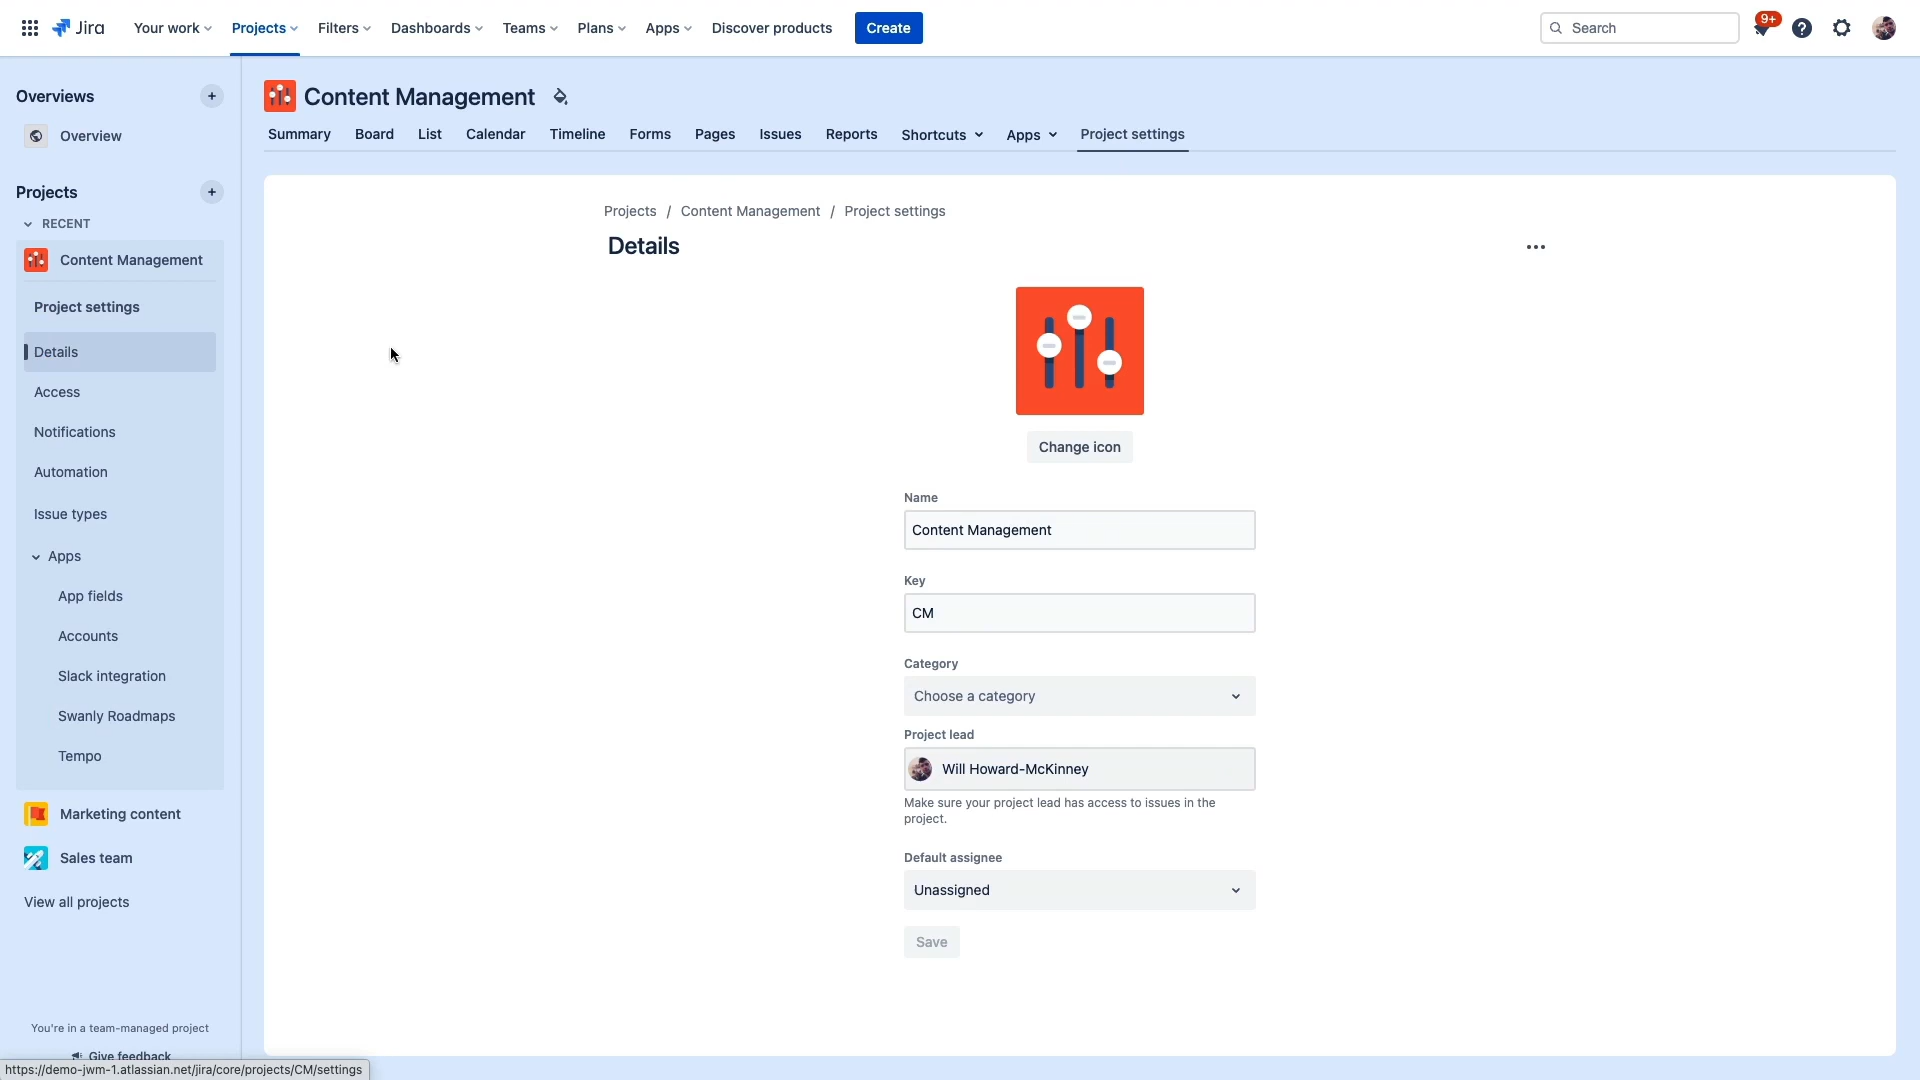 Jira
Your work
Projects
Filters
Dashboards
Teams
Plans
Apps
Discover products
Create
Search
9+
Overviews
Overview
Projects
RECENT
Content Management
Project settings
Details
Access
Notifications
Automation
Issue types
Apps
App fields
Accounts
Slack integration
Swanly Roadmaps
Tempo
Marketing content
Sales team
View all projects
You're in a team-managed project
Give feedback
https://demo-jwm-1.atlassian.net/jira/core/projects/CM/settings
Content Management
Summary
Board
List
Calendar
Timeline
Forms
Pages
Issues
Reports
Shortcuts
Apps
Project settings
Projects / Content Management / Project settings
Details
Change icon
Name
Content Management
Key
CM
Category
Choose a category
Project lead
Will Howard-McKinney
Make sure your project lead has access to issues in the
project.
Default assignee
Unassigned
Save